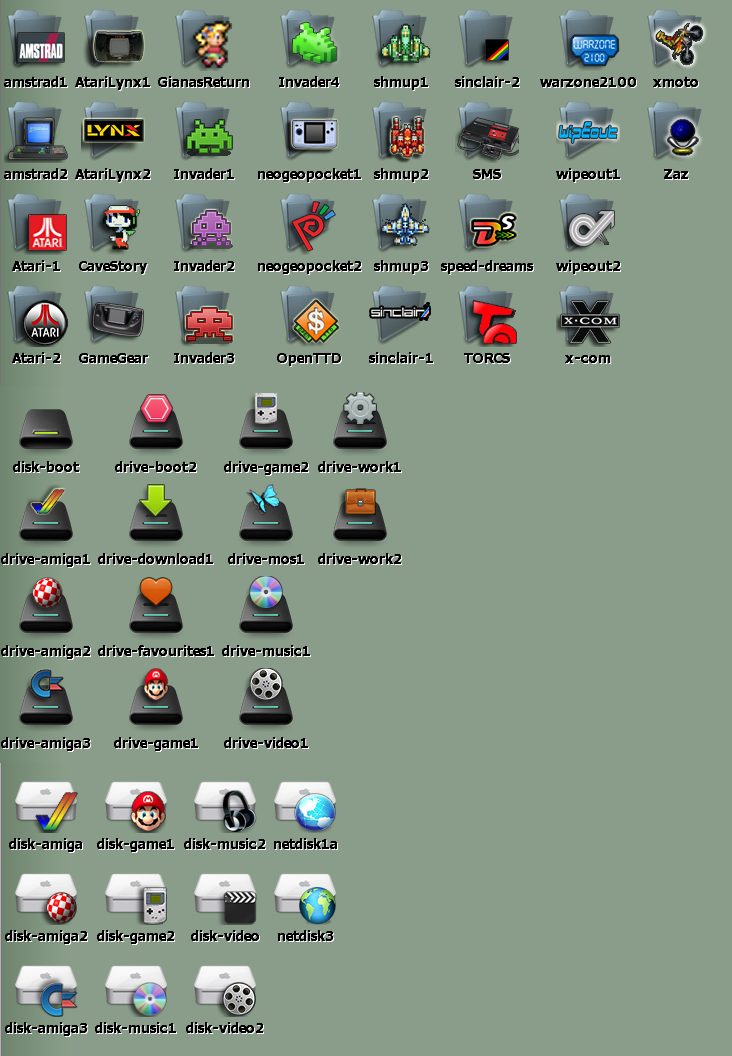 AMSTRAD
WARZONE
2100
amstrad1 AtariLynx1 GianasReturn Invader4 shmup1 sinclair-2 warzone2100 xmoto
LYNX wipEout
amstrad2 AtariLynx2 Invader1 neogeopocket1 shmup2 SMS wipeout1 Zaz
ATARI DS
Atari-1 CaveStory Invader2 neogeopocket2 shmup3 speed-dreams wipeout2
ATARI $ sinclair X-COM
Atari-2 GameGear Invader3 OpenTTD sinclair-1 TORCS x-com
disk-boot drive-boot2 drive-game2 drive-work1
drive-amiga1 drive-download1 drive-mos1 drive-work2
drive-amiga2 drive-favourites1 drive-music1
M
drive-amiga3 drive-game1 drive-video1
M
disk-amiga disk-game1 disk-music2 netdisk1a
disk-amiga2 disk-game2 disk-video netdisk3
disk-amiga3 disk-music1 disk-video2